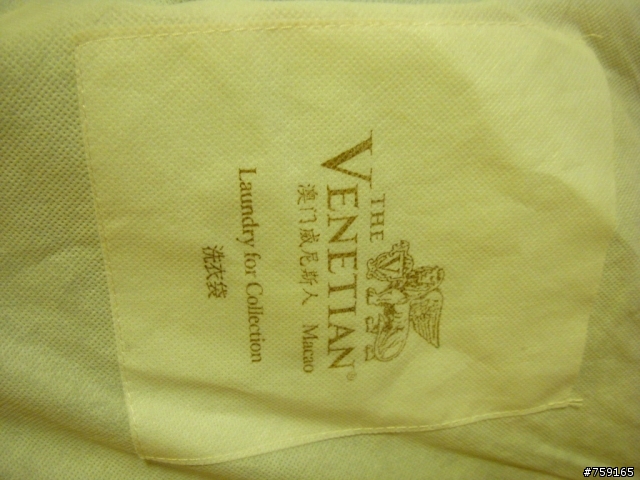 THE
VENETIAN®
澳门威尼斯人 Macao
Laundry for Collection
洗衣袋
#759165